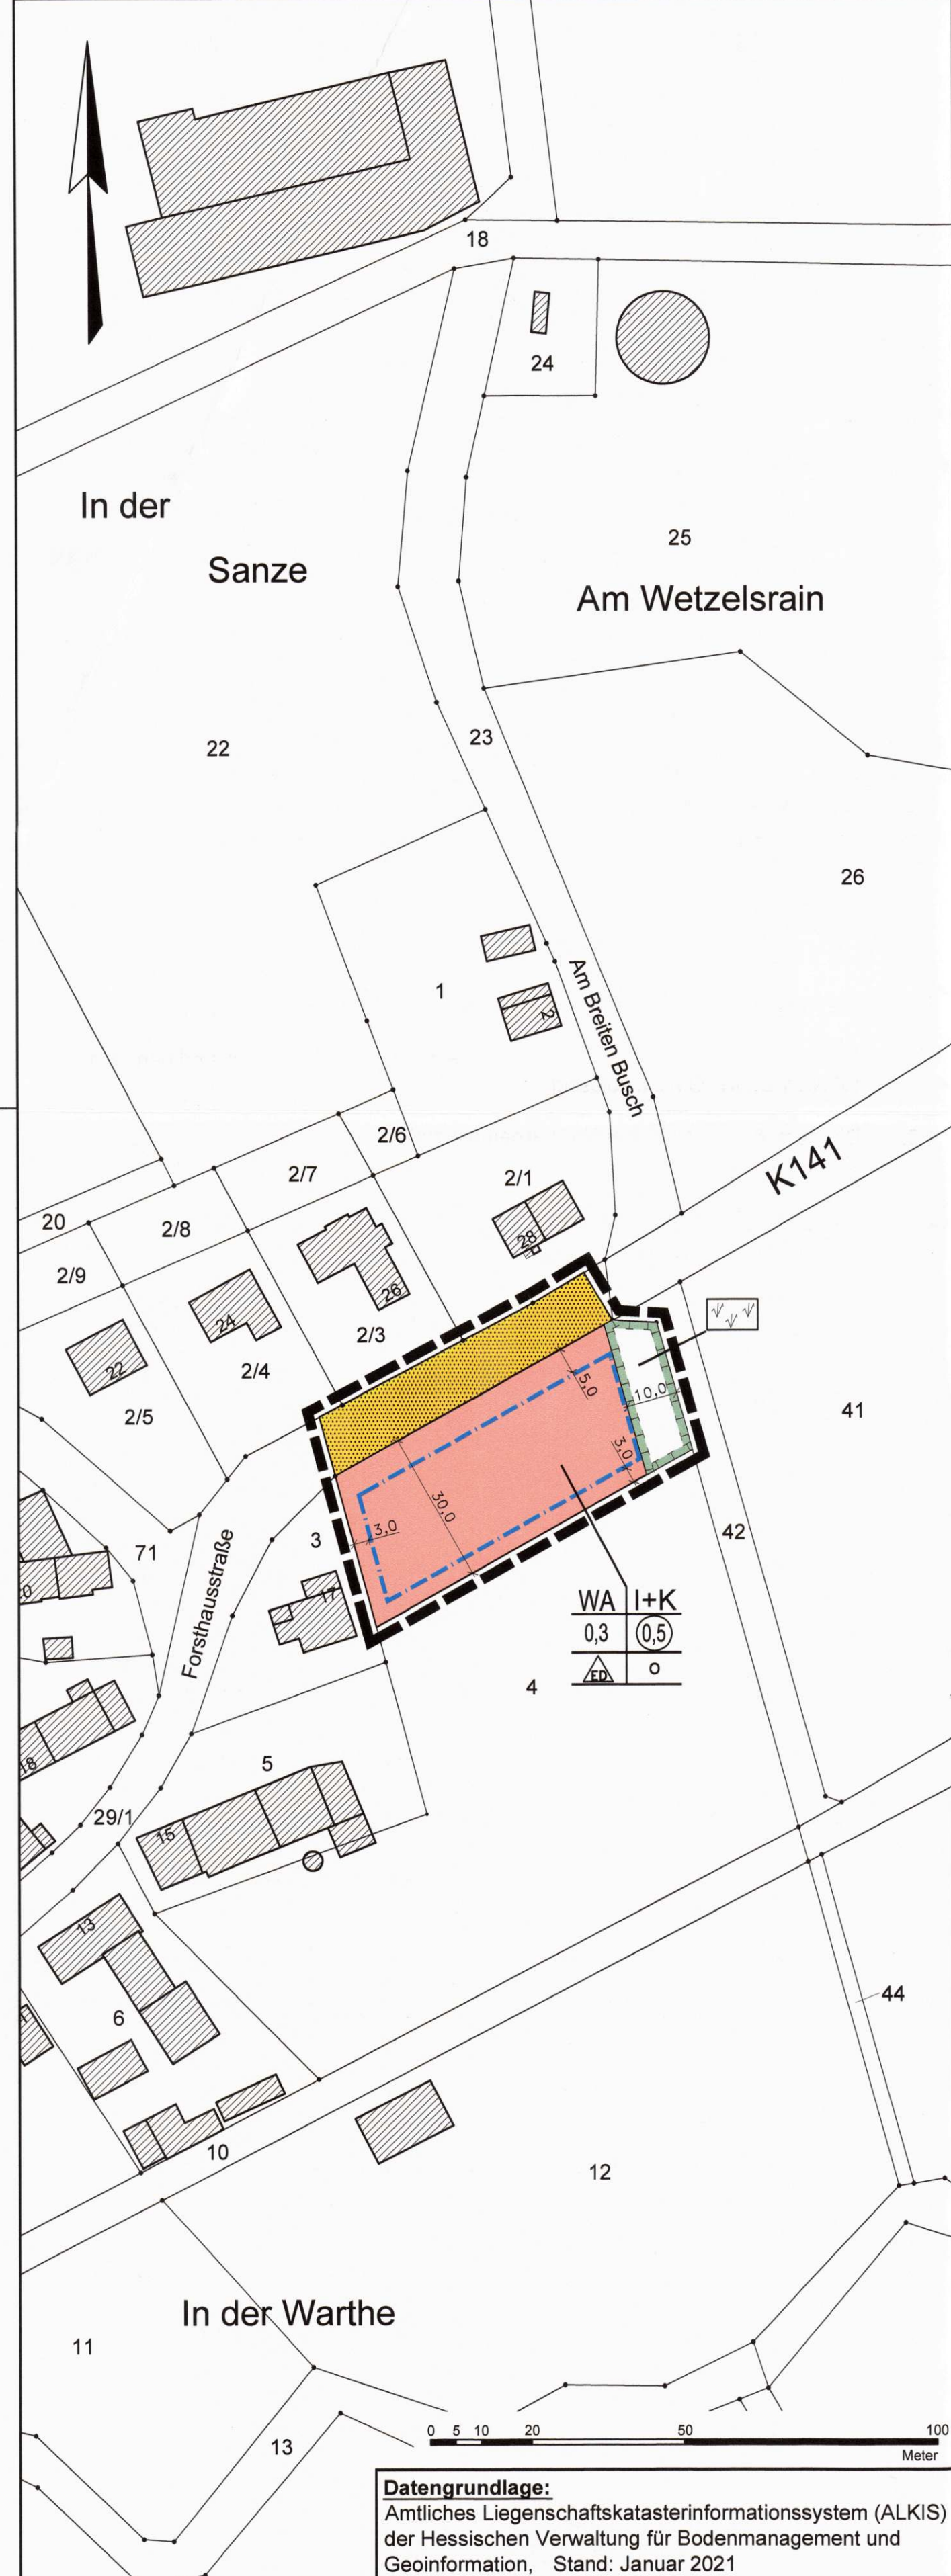 18
24
In der
Sanze
25
Am Wetzelsrain
22
23
26
1
2
Am Breiten Busch
2/6
2/7
2/1
K141
20
2/8
28
2/9
26
24
2/3
22
2/4
5,0
10,0
41
2/5
3,0
30,0
3,0
3
42
71
17
Forsthausstraße
WA I+K
0,3 0,5
ED o
4
18
5
29/1
15
13
44
6
10
12
In der Warthe
11
13
0 5 10 20 50 100
Meter
Datengrundlage:
Amtliches Liegenschaftskatasterinformationssystem (ALKIS)
der Hessischen Verwaltung für Bodenmanagement und
Geoinformation, Stand: Januar 2021